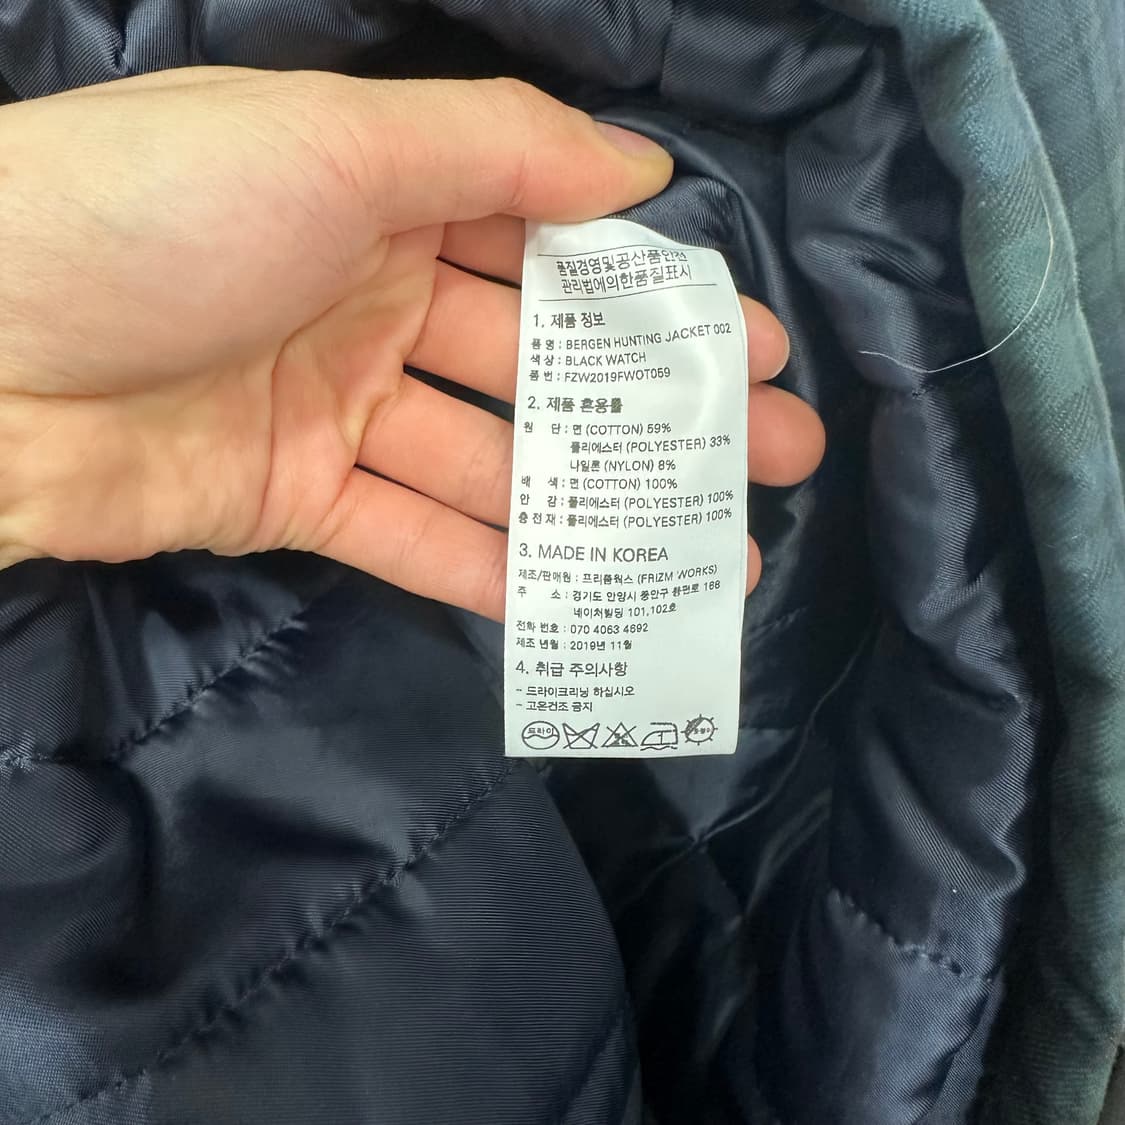 품질경영및공산품안전
관리법에의한품질표시
1. 제품 정보
품 명 : BERGEN HUNTING JACKET 002
색 상 : BLACK WATCH
품 번 : FZW2019FWOT059
2. 제품 혼용률
원 단 : 면 (COTTON) 59%
폴리에스터 (POLYESTER) 33%
나일론 (NYLON) 8%
배 색 : 면 (COTTON) 100%
안 감 : 폴리에스터 (POLYESTER) 100%
충 전 재 : 폴리에스터 (POLYESTER) 100%
3. MADE IN KOREA
제조/판매원 : 프리즘웍스 (FRIZM WORKS)
주 소 : 경기도 안양시 동안구 흥안대로 168
네이처빌딩 101,102호
전화 번호 : 070 4063 4692
제조 년월 : 2019년 11월
4. 취급 주의사항
- 드라이크리닝 하십시오
- 고온건조 금지
드라이